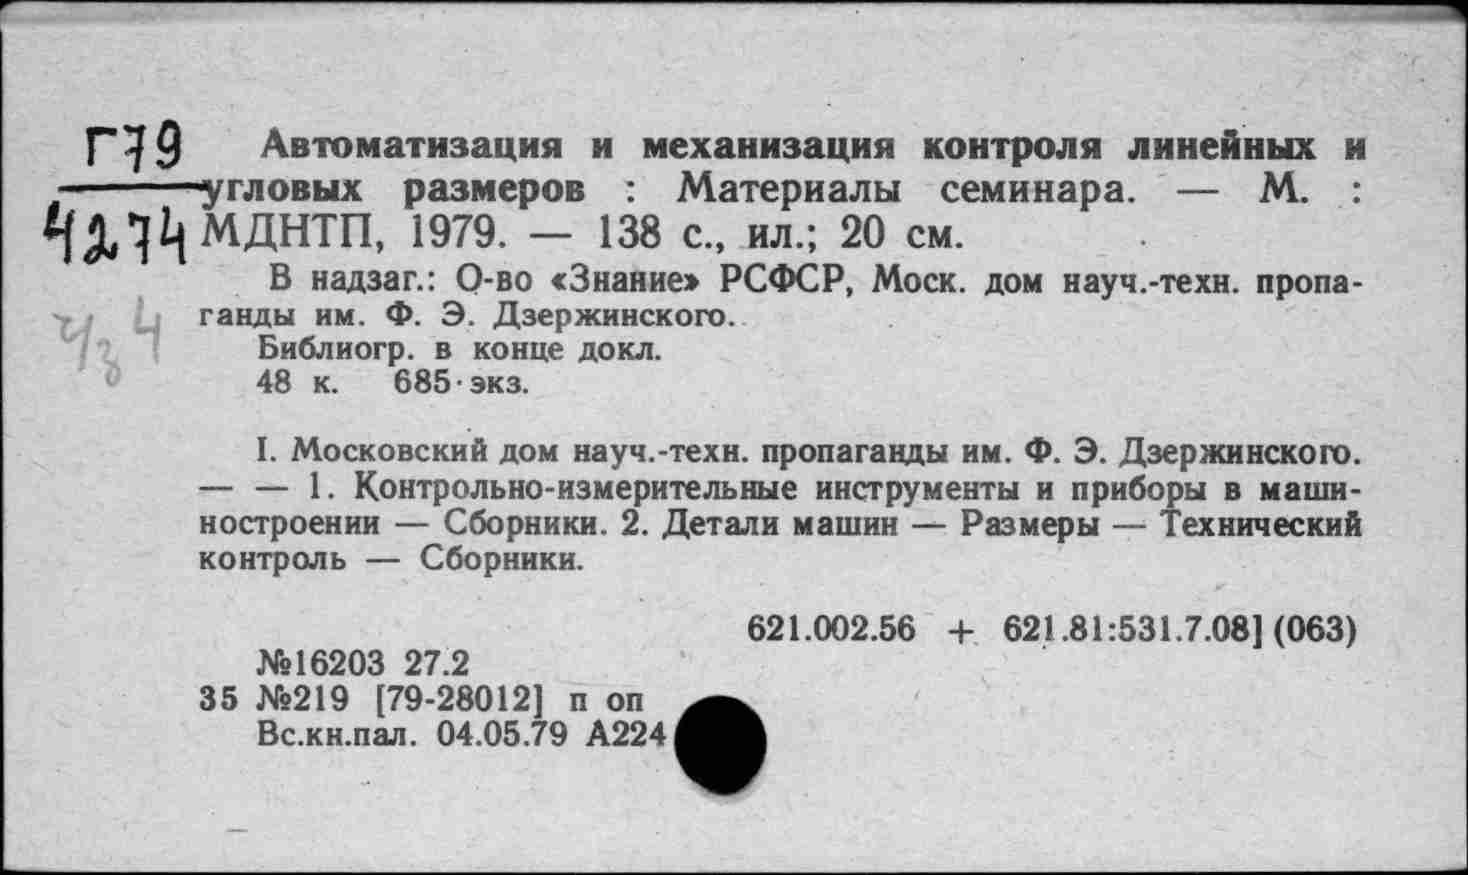 Г79
4274
Автоматизация и механизация контроля линейных и
угловых размеров : Материалы семинара. — М. :
МДНТП, 1979. — 138 с., ил.; 20 см.
В надзаг.: О-во «Знание» РСФСР, Моск. дом науч.-техн. пропа-
ганды им. Ф. Э. Дзержинского.
Библиогр. в конце докл.
48 к. 685 экз.
I. Московский дом науч.-техн. пропаганды им. Ф. Э. Дзержинского.
— — 1. Контрольно-измерительные инструменты и приборы в маши-
ностроении — Сборники. 2. Детали машин — Размеры — Технический
контроль — Сборники.
621.002.56 + 621.81:531.7.08] (063)
№16203 27.2
35 №219 [79-28012] п оп
Вс.кн.пал. 04.05.79 А224